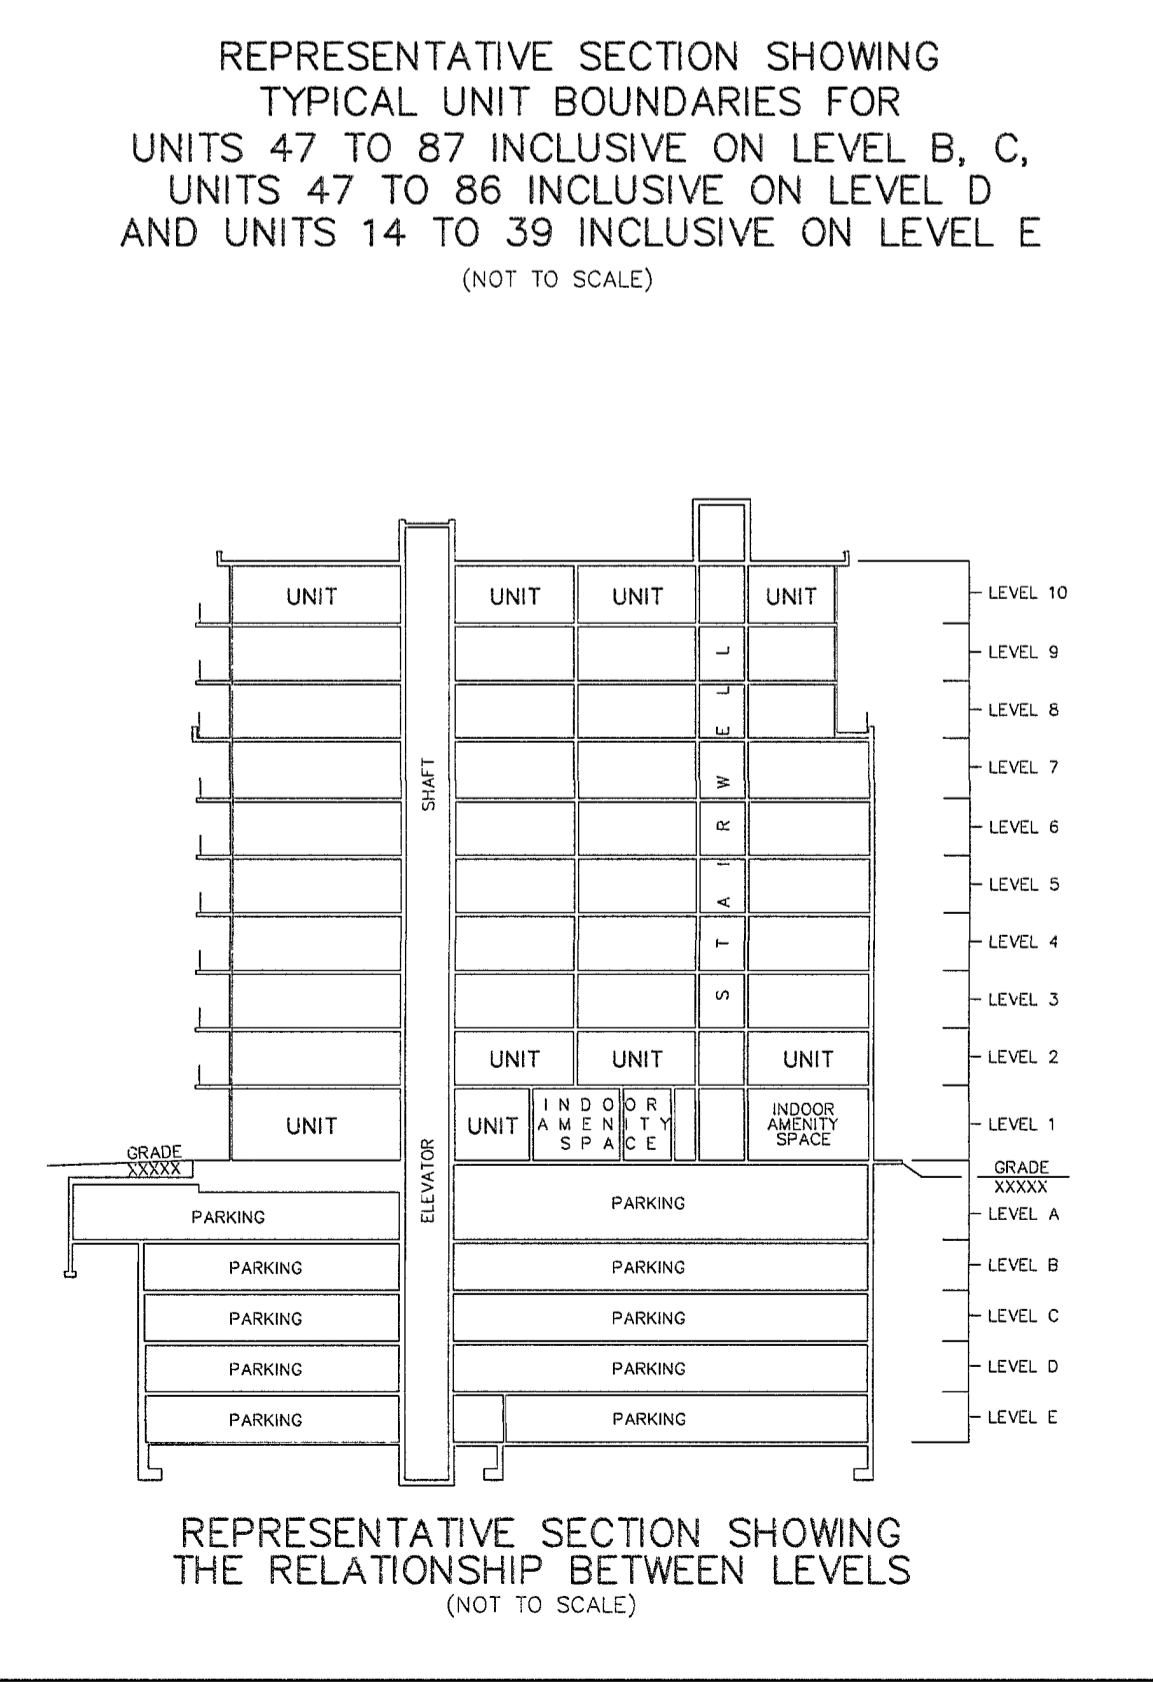 REPRESENTATIVE SECTION SHOWING
TYPICAL UNIT BOUNDARIES FOR
UNITS 47 TO 87 INCLUSIVE ON LEVEL B, C,
UNITS 47 TO 86 INCLUSIVE ON LEVEL D
AND UNITS 14 TO 39 INCLUSIVE ON LEVEL E
(NOT TO SCALE)
UNIT UNIT UNIT UNIT LEVEL 10
LEVEL 9
LEVEL 8
LEVEL 7
LEVEL 6
LEVEL 5
LEVEL 4
LEVEL 3
STAIRWELL
ELEVATOR SHAFT
UNIT UNIT UNIT LEVEL 2
UNIT UNIT LEVEL 1
INDOOR
AMENITY
SPACE
INDOOR
AMENITY
SPACE
GRADE
XXXXX
GRADE
XXXXX
PARKING PARKING LEVEL A
PARKING PARKING LEVEL B
PARKING PARKING LEVEL C
PARKING PARKING LEVEL D
PARKING PARKING LEVEL E
REPRESENTATIVE SECTION SHOWING
THE RELATIONSHIP BETWEEN LEVELS
(NOT TO SCALE)